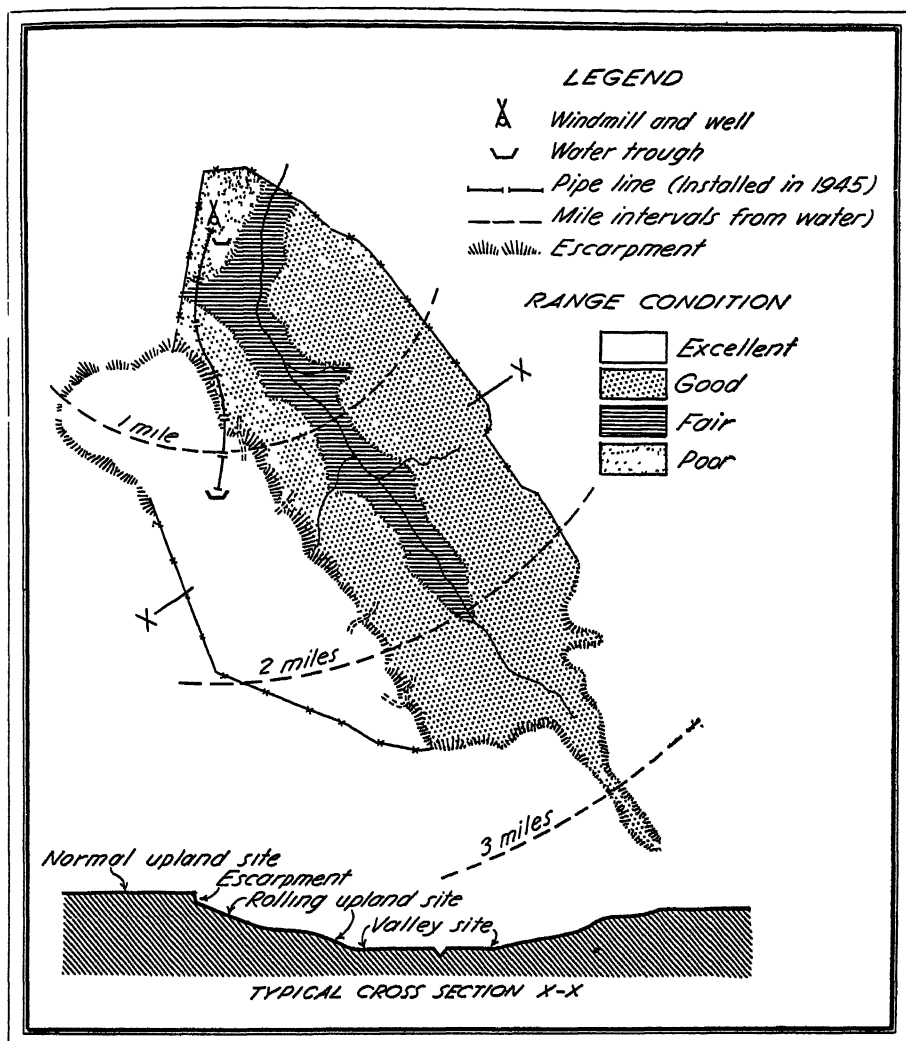 LEGEND
Windmill and well
Water trough
Pipe line (Installed in 1945)
Mile intervals from water)
Escarpment
RANGE CONDITION
Excellent
Good
Fair
Poor
X
1 mile
X
2 miles
3 miles
Normal upland site
Escarpment
Rolling upland site
Valley site
TYPICAL CROSS SECTION X-X